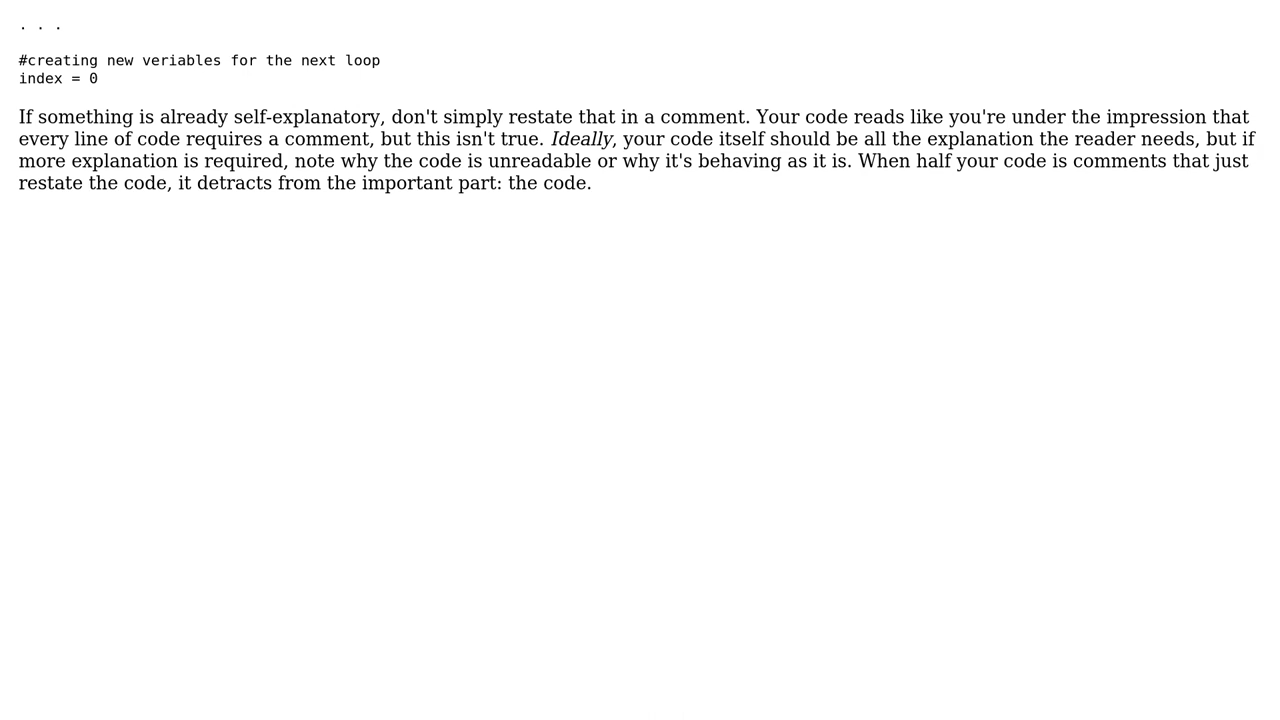 . . .
#creating new veriables for the next loop
index = 0
If something is already self-explanatory, don't simply restate that in a comment. Your code reads like you're under the impression that
every line of code requires a comment, but this isn't true. Ideally, your code itself should be all the explanation the reader needs, but if
more explanation is required, note why the code is unreadable or why it's behaving as it is. When half your code is comments that just
restate the code, it detracts from the important part: the code.